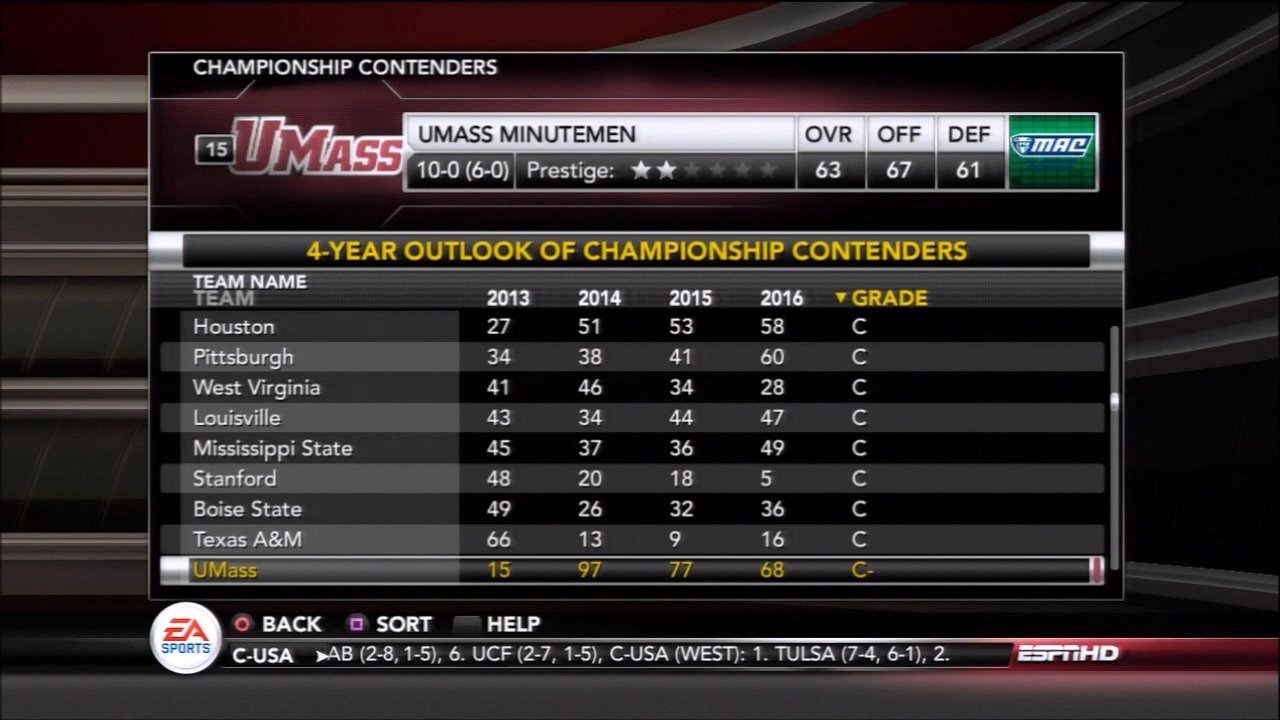 CHAMPIONSHIP CONTENDERS
15 UMASS UMASS MINUTEMEN OVR OFF DEF MAC
10-0 (6-0) Prestige: 63 67 61
4-YEAR OUTLOOK OF CHAMPIONSHIP CONTENDERS
TEAM NAME
TEAM 2013 2014 2015 2016 ▼ GRADE
Houston 27 51 53 58 C
Pittsburgh 34 38 41 60 C
West Virginia 41 46 34 28 C
Louisville 43 34 44 47 C
Mississippi State 45 37 36 49 C
Stanford 48 20 18 5 C
Boise State 49 26 32 36 C
Texas A&M 66 13 9 16 C
UMass 15 97 77 68 C-
EA SPORTS BACK SORT HELP
C-USA ➤AB (2-8, 1-5), 6. UCF (2-7, 1-5), C-USA (WEST): 1. TULSA (7-4, 6-1), 2. ESPN HD